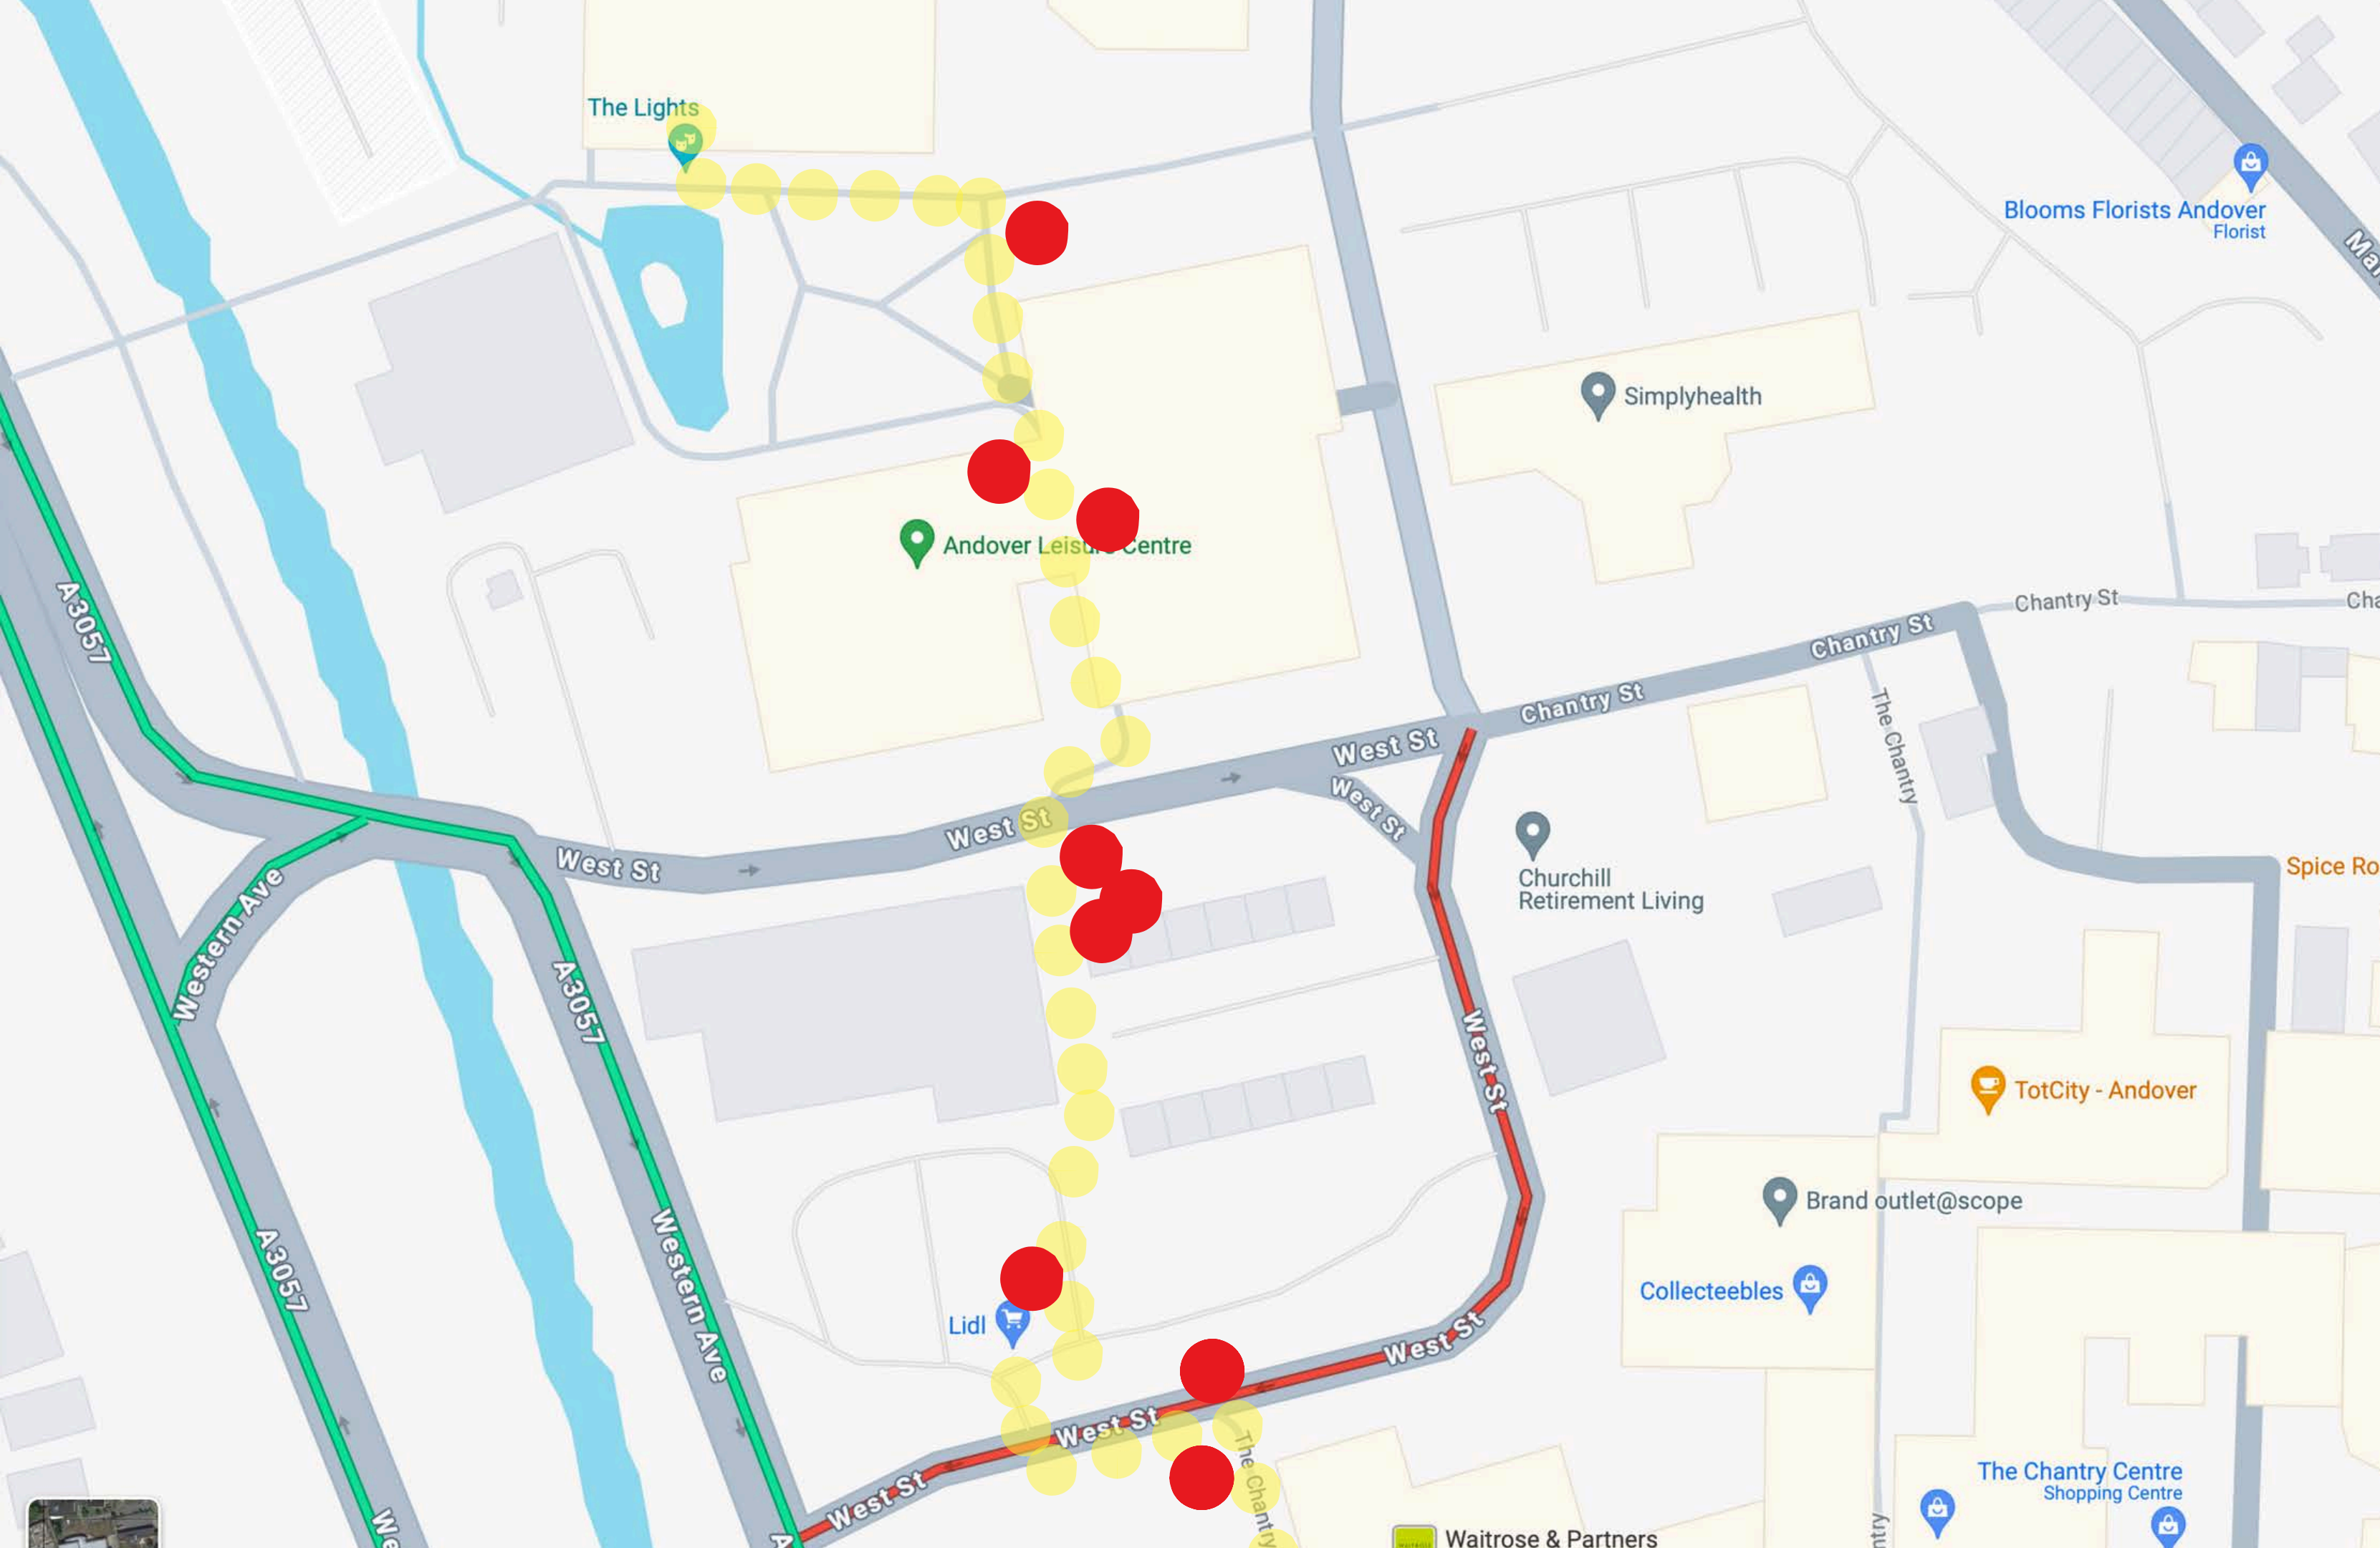 The Lights
Blooms Florists Andover
Florist
Simplyhealth
Andover Leisure Centre
A3057
Chantry St
Chantry St
Chantry St
The Chantry
West St
West St
West St
West St
Churchill
Retirement Living
Spice Ro
Western Ave
A3057
West St
TotCity - Andover
Brand outlet@scope
A3057
Western Ave
Collecteebles
Lidl
West St
West St
West St
The Chantry
The Chantry Centre
Shopping Centre
Waitrose & Partners